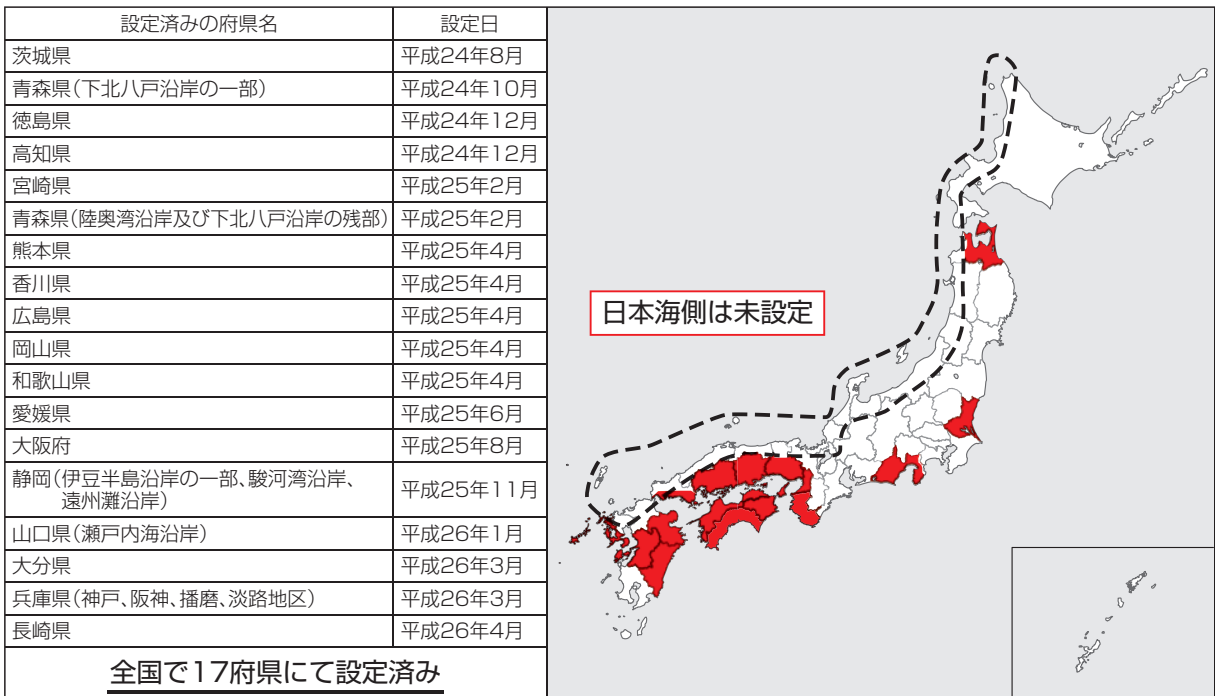 設定済みの府県名 設定日
茨城県 平成24年8月
青森県(下北八戸沿岸の一部) 平成24年10月
徳島県 平成24年12月
高知県 平成24年12月
宮崎県 平成25年2月
青森県(陸奥湾沿岸及び下北八戸沿岸の残部) 平成25年2月
熊本県 平成25年4月
香川県 平成25年4月
広島県 平成25年4月
岡山県 平成25年4月
和歌山県 平成25年4月
愛媛県 平成25年6月
大阪府 平成25年8月
静岡(伊豆半島沿岸の一部、駿河湾沿岸、
遠州灘沿岸) 平成25年11月
山口県(瀬戸内海沿岸) 平成26年1月
大分県 平成26年3月
兵庫県(神戸、阪神、播磨、淡路地区) 平成26年3月
長崎県 平成26年4月
全国で17府県にて設定済み
日本海側は未設定